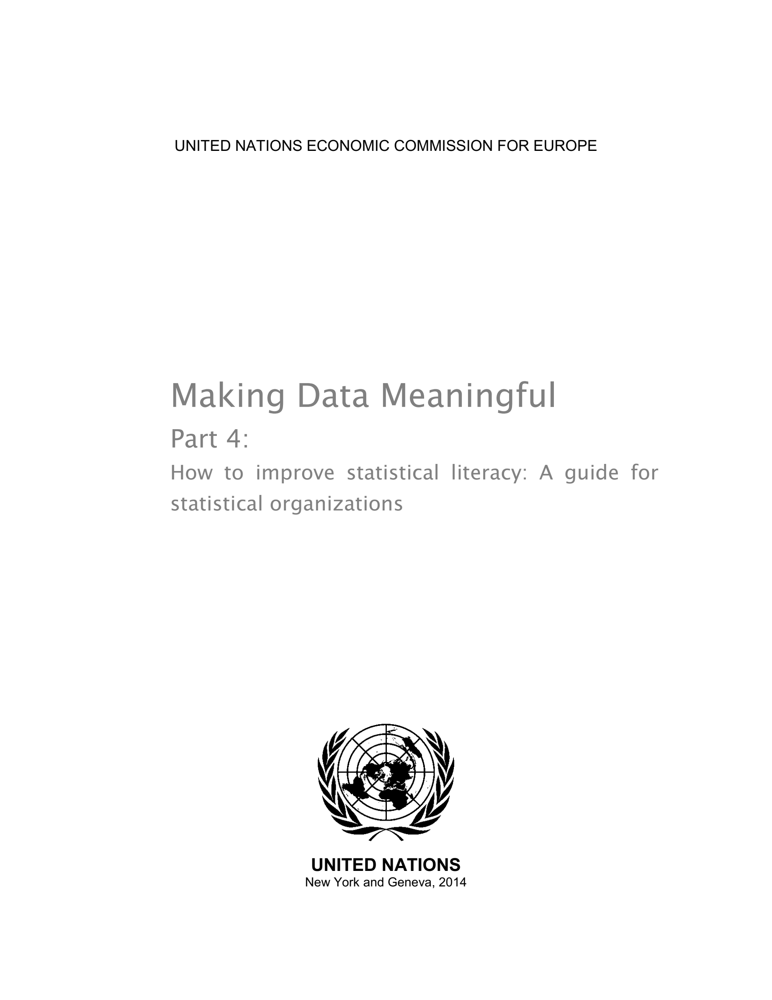 UNITED NATIONS ECONOMIC COMMISSION FOR EUROPE
Making Data Meaningful
Part 4:
How to improve statistical literacy: A guide for
statistical organizations
UNITED NATIONS
New York and Geneva, 2014